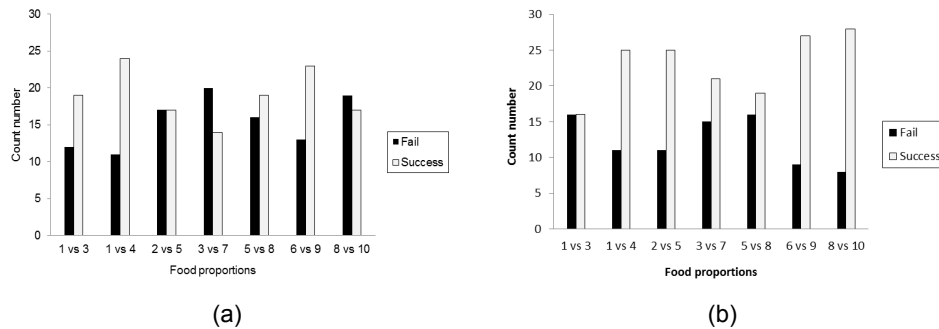 30
25
20
15
10
5
0
Count number
1 vs 3 1 vs 4 2 vs 5 3 vs 7 5 vs 8 6 vs 9 8 vs 10
Food proportions
Fail
Success
(a)
30
25
20
15
10
5
0
Count number
1 vs 3 1 vs 4 2 vs 5 3 vs 7 5 vs 8 6 vs 9 8 vs 10
Food proportions
Fail
Success
(b)